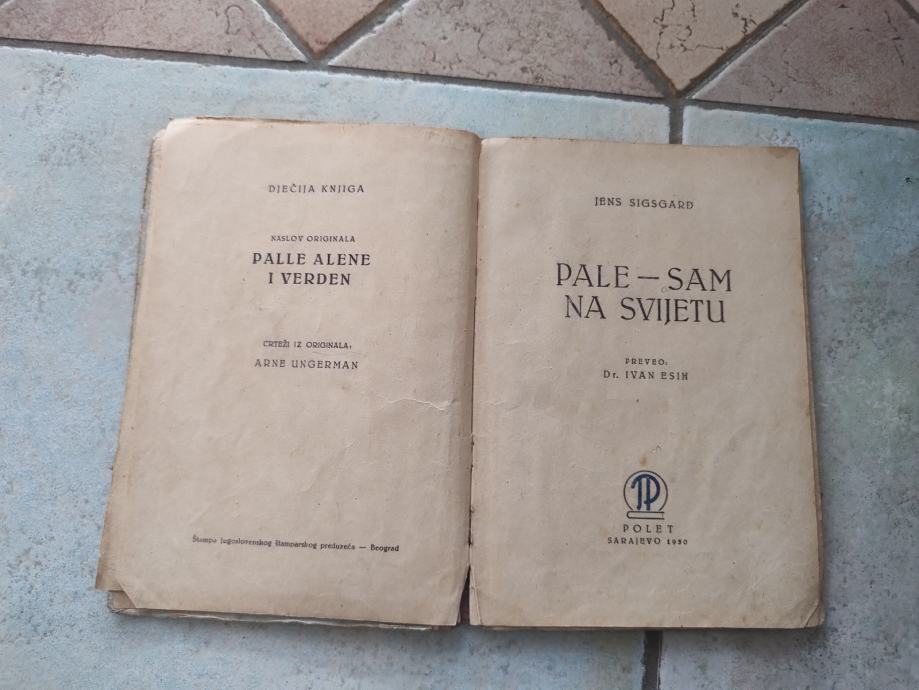 DJEČIJA KNJIGA
NASLOV ORIGINALA
PALLE ALENE
I VERDEN
CRTEŽI IZ ORIGINALA:
ARNE UNGERMAN
Štampa Jugoslovenskog štamparskog preduzeća — Beograd
JENS SIGSGARD
PALE — SAM
NA SVIJETU
PREVEO:
Dr. IVAN ESIH
P
POLET
SARAJEVO 1950